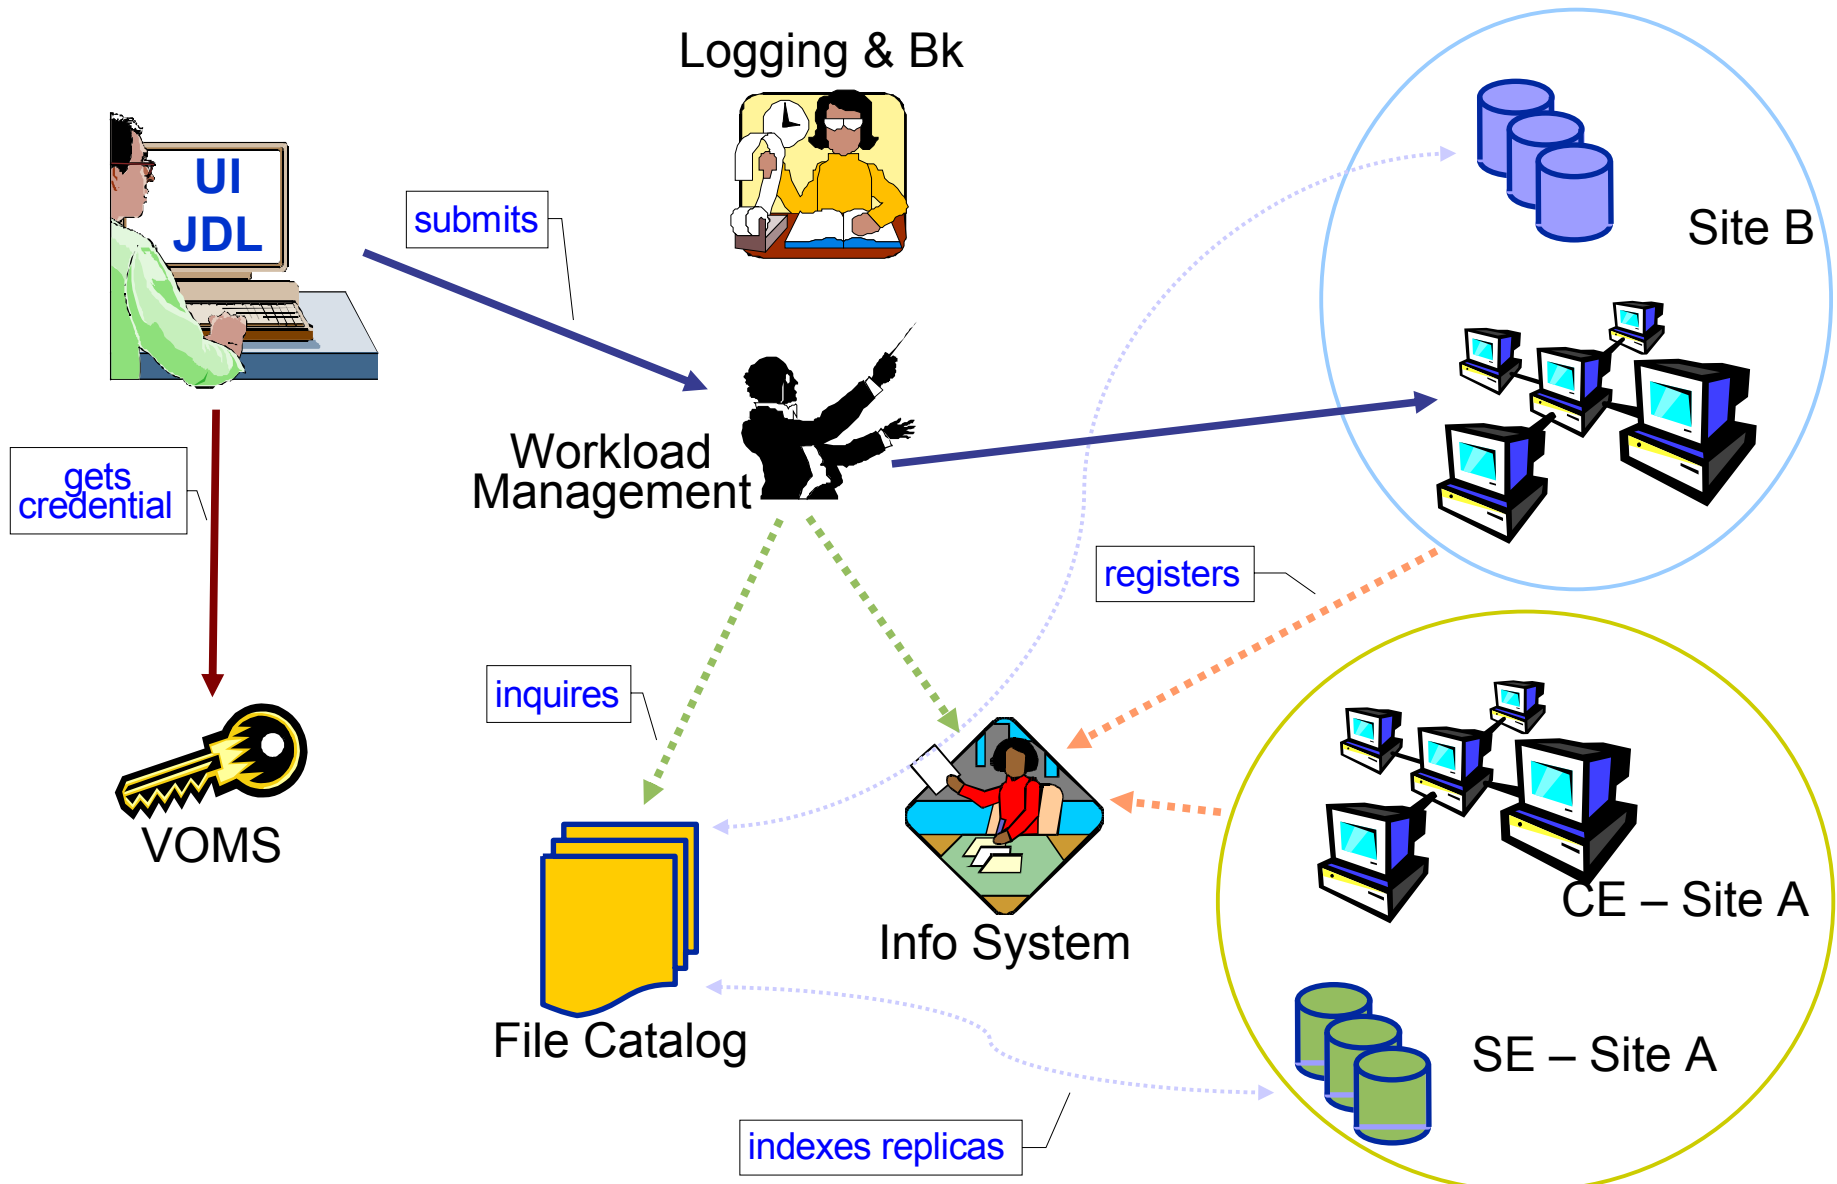 Logging & Bk
UI
JDL
submits
Site B
Workload
Management
gets
credential
registers
inquires
VOMS
CE – Site A
Info System
File Catalog
SE – Site A
indexes replicas